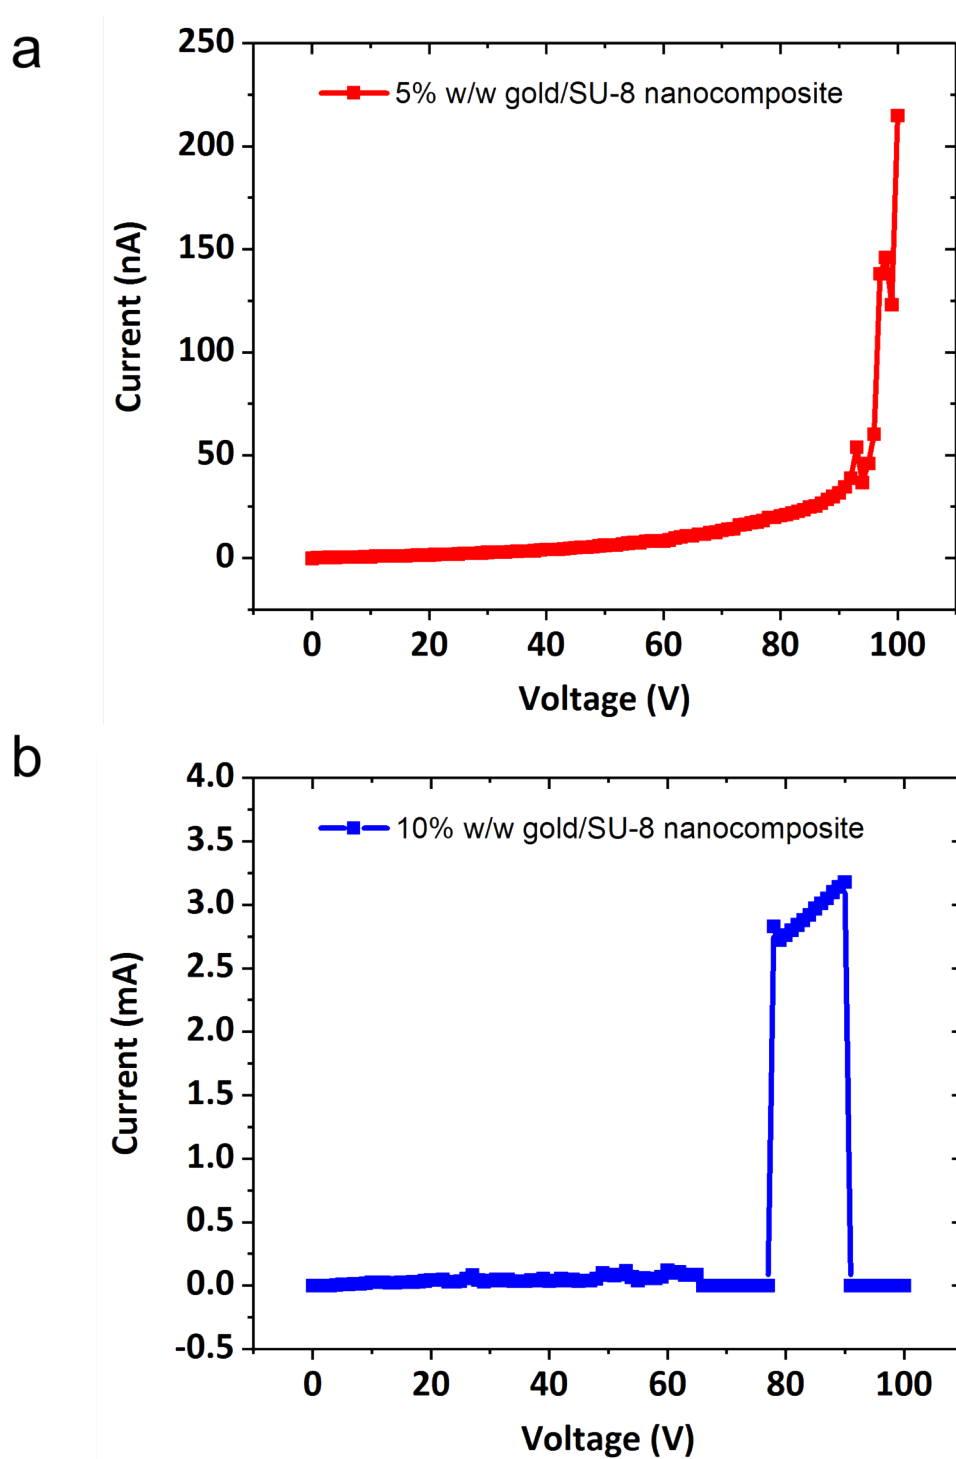 a
250
200
150
100
50
0
Current (nA)
5% w/w gold/SU-8 nanocomposite
0 20 40 60 80 100
Voltage (V)
b
4.0
3.5
3.0
2.5
2.0
1.5
1.0
0.5
0.0
-0.5
Current (mA)
10% w/w gold/SU-8 nanocomposite
0 20 40 60 80 100
Voltage (V)